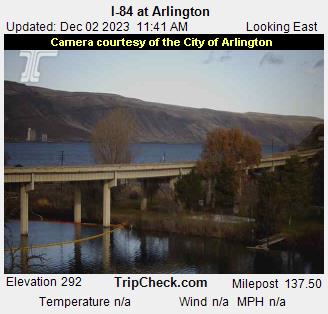 I-84 at Arlington
Updated: Dec 02 2023 11:41 AM Looking East
Camera courtesy of the City of Arlington
Elevation 292 TripCheck.com Milepost 137.50
Temperature n/a Wind n/a MPH n/a